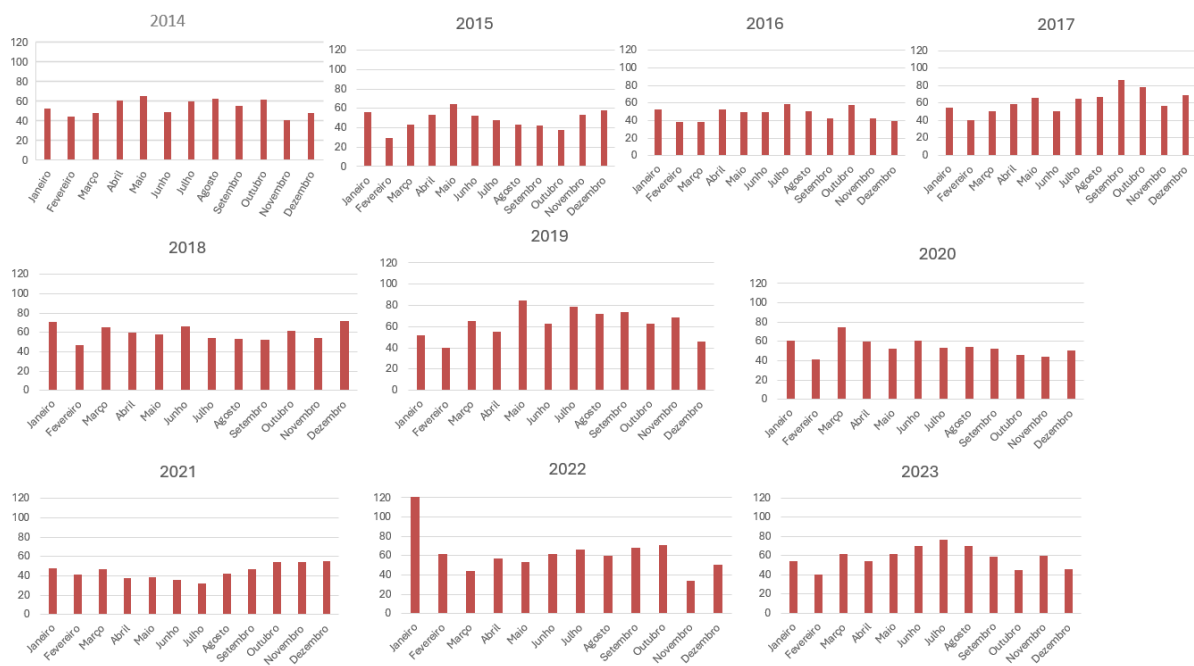 2014
120
100
80
60
40
20
0
Janeiro
Fevereiro
Março
Abril
Maio
Junho
Julho
Agosto
Setembro
Outubro
Novembro
Dezembro
2015
120
100
80
60
40
20
0
Janeiro
Fevereiro
Março
Abril
Maio
Junho
Julho
Agosto
Setembro
Outubro
Novembro
Dezembro
2016
120
100
80
60
40
20
0
Janeiro
Fevereiro
Março
Abril
Maio
Junho
Julho
Agosto
Setembro
Outubro
Novembro
Dezembro
2017
120
100
80
60
40
20
0
Janeiro
Fevereiro
Março
Abril
Maio
Junho
Julho
Agosto
Setembro
Outubro
Novembro
Dezembro
2018
120
100
80
60
40
20
0
Janeiro
Fevereiro
Março
Abril
Maio
Junho
Julho
Agosto
Setembro
Outubro
Novembro
Dezembro
2019
120
100
80
60
40
20
0
Janeiro
Fevereiro
Março
Abril
Maio
Junho
Julho
Agosto
Setembro
Outubro
Novembro
Dezembro
2020
120
100
80
60
40
20
0
Janeiro
Fevereiro
Março
Abril
Maio
Junho
Julho
Agosto
Setembro
Outubro
Novembro
Dezembro
2021
120
100
80
60
40
20
0
Janeiro
Fevereiro
Março
Abril
Maio
Junho
Julho
Agosto
Setembro
Outubro
Novembro
Dezembro
2022
120
100
80
60
40
20
0
Janeiro
Fevereiro
Março
Abril
Maio
Junho
Julho
Agosto
Setembro
Outubro
Novembro
Dezembro
2023
120
100
80
60
40
20
0
Janeiro
Fevereiro
Março
Abril
Maio
Junho
Julho
Agosto
Setembro
Outubro
Novembro
Dezembro